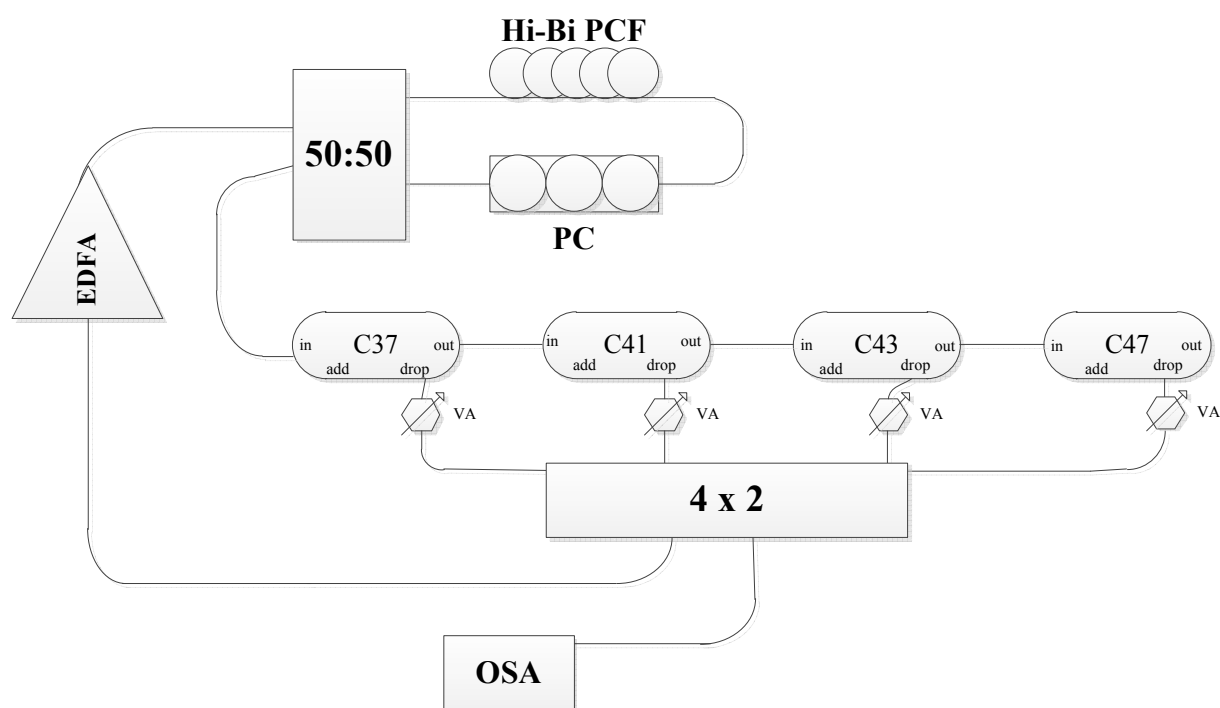 Hi-Bi PCF
50:50
PC
EDFA
in C37 out
add drop
in C41 out
add drop
in C43 out
add drop
in C47 out
add drop
VA
VA
VA
VA
4 x 2
OSA